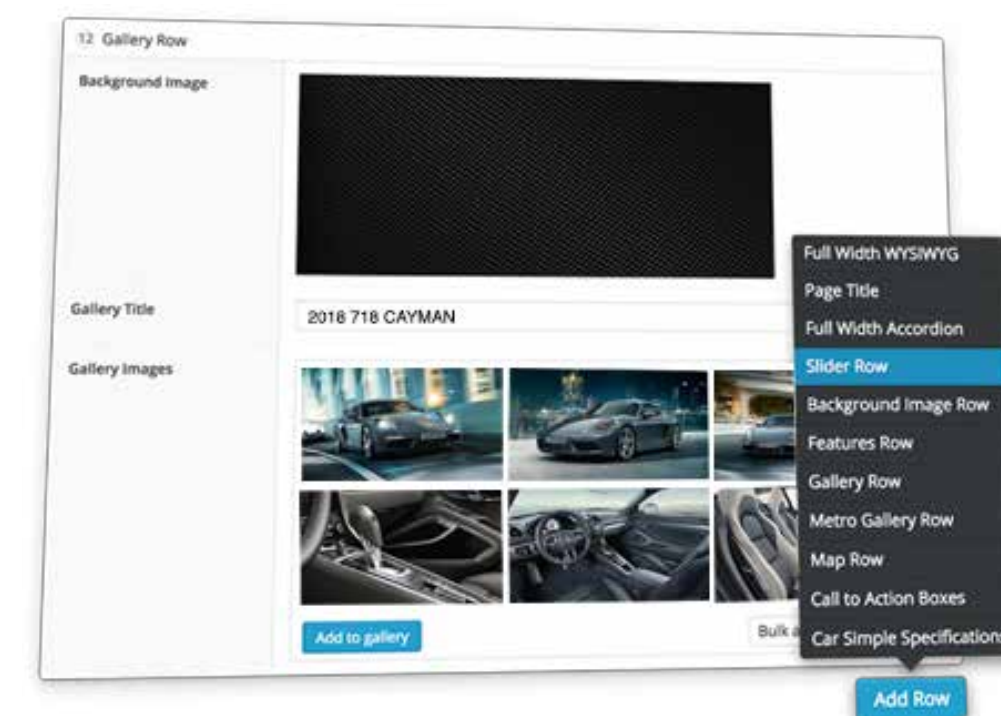 12 Gallery Row
Background Image
Gallery Title
2018 718 CAYMAN
Gallery Images
Add to gallery
Bulk
Full Width WYSIWYG
Page Title
Full Width Accordion
Slider Row
Background Image Row
Features Row
Gallery Row
Metro Gallery Row
Map Row
Call to Action Boxes
Car Simple Specifications
Add Row